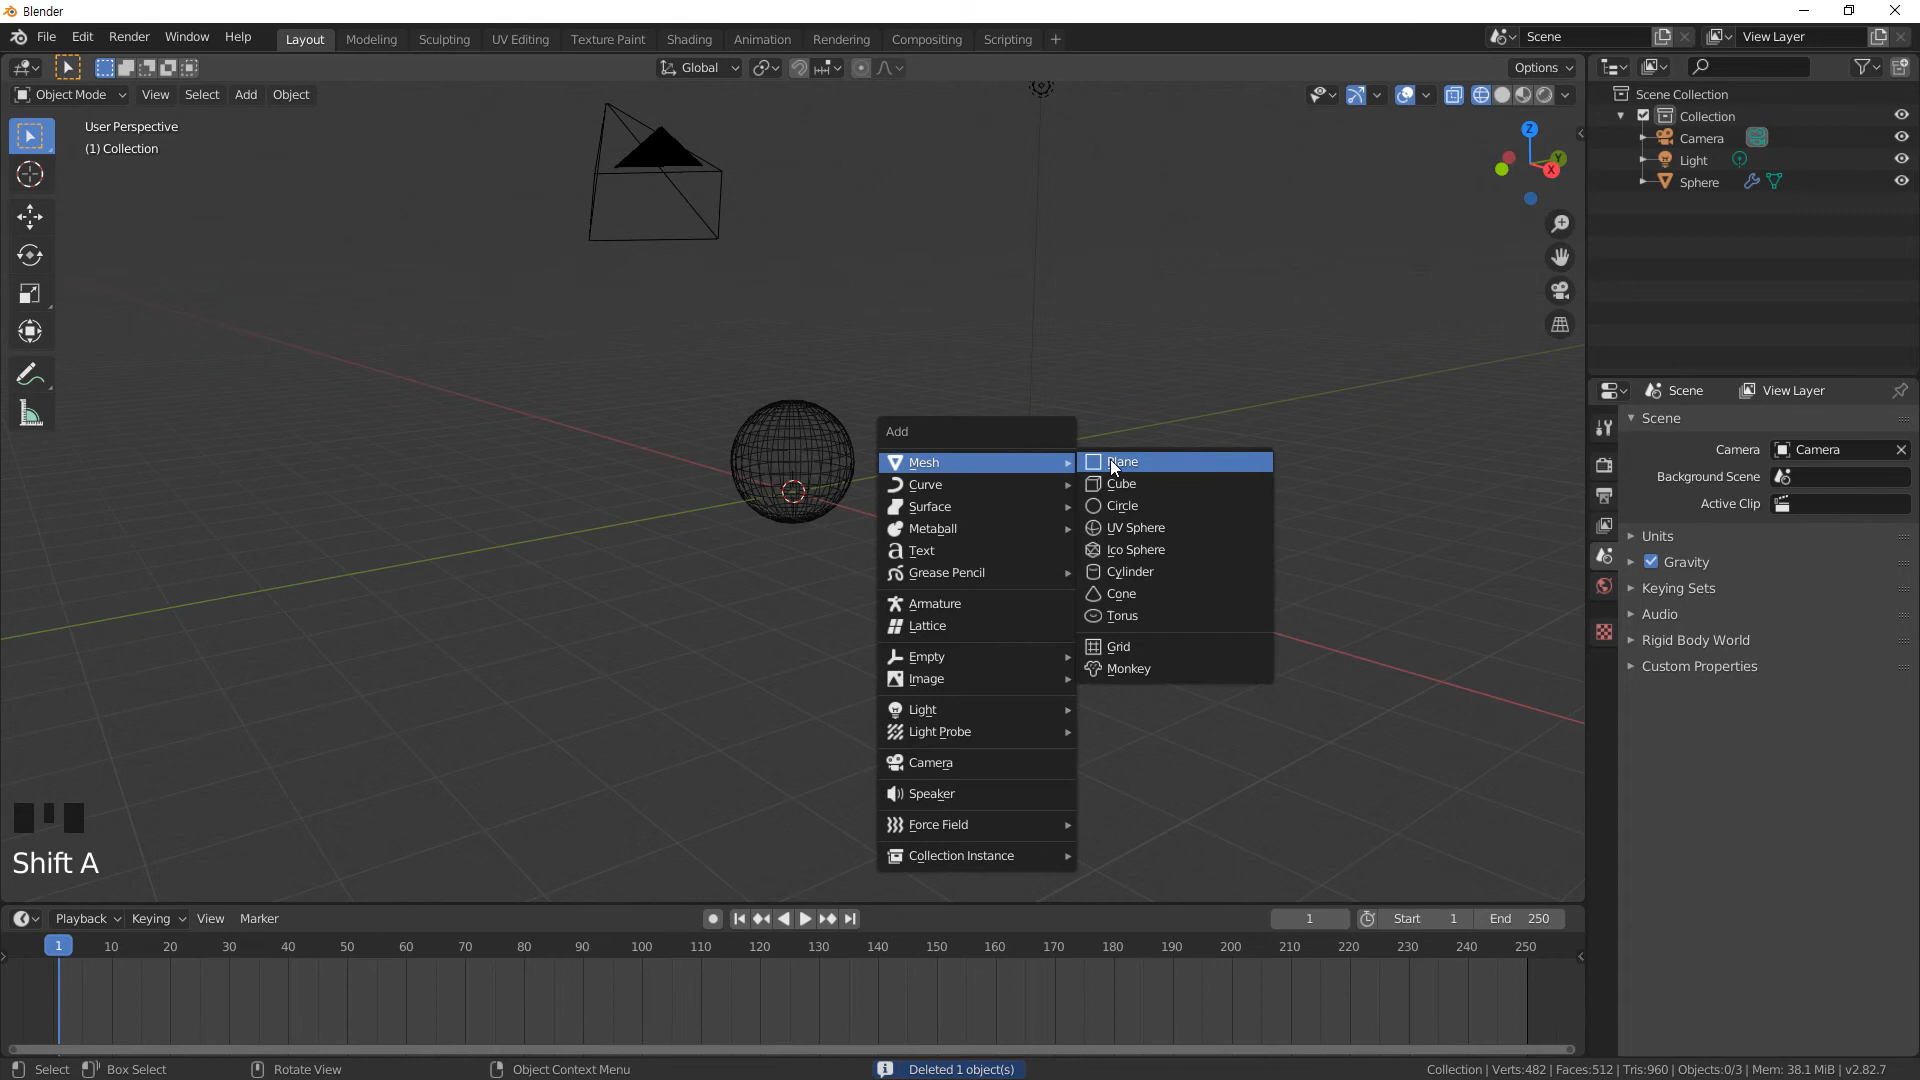 Blender
File Edit Render Window Help Layout Modeling Sculpting UV Editing Texture Paint Shading Animation Rendering Compositing Scripting + Scene View Layer
Global Options
Object Mode View Select Add Object
User Perspective
(1) Collection
Z
Y
X
Scene Collection
Collection
Camera
Light
Sphere
Add
Mesh
Curve
Surface
Metaball
Text
Grease Pencil
Armature
Lattice
Empty
Image
Light
Light Probe
Camera
Speaker
Force Field
Collection Instance
Plane
Cube
Circle
UV Sphere
Ico Sphere
Cylinder
Cone
Torus
Grid
Monkey
Scene View Layer
Scene
Camera Camera
Background Scene
Active Clip
Units
Gravity
Keying Sets
Audio
Rigid Body World
Custom Properties
Shift A
Playback Keying View Marker 1 Start 1 End 250
1 10 20 30 40 50 60 70 80 90 100 110 120 130 140 150 160 170 180 190 200 210 220 230 240 250
Select Box Select Rotate View Object Context Menu Deleted 1 object(s) Collection | Verts:482 | Faces:512 | Tris:960 | Objects:0/3 | Mem: 38.1 MiB | v2.82.7